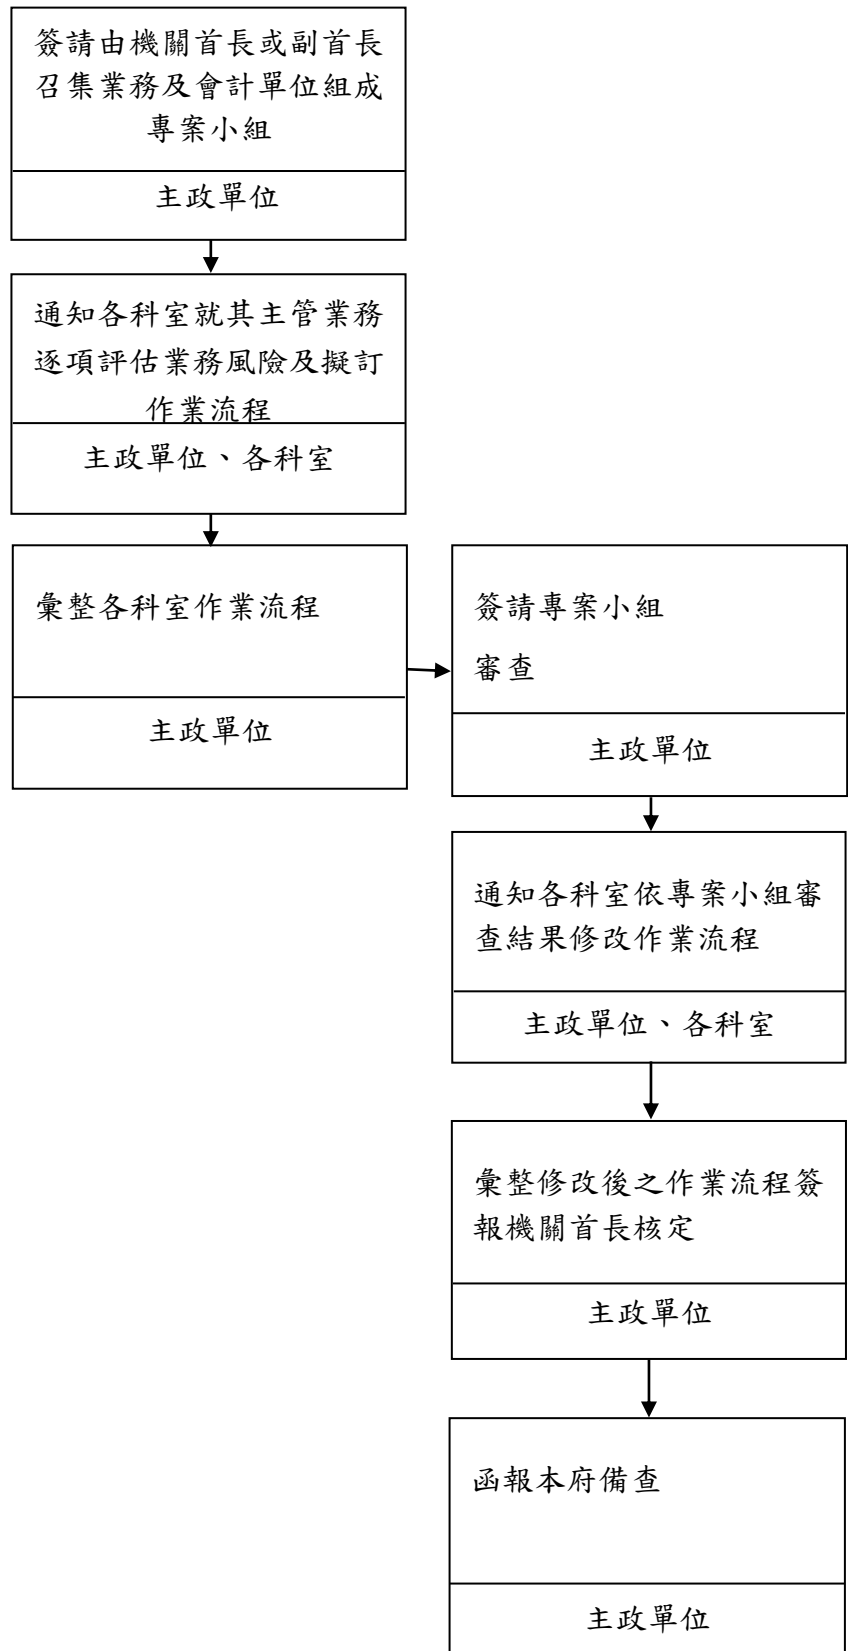 簽請由機關首長或副首長
召集業務及會計單位組成
專案小組
主政單位
通知各科室就其主管業務
逐項評估業務風險及擬訂
作業流程
主政單位、各科室
彙整各科室作業流程
主政單位
簽請專案小組
審查
主政單位
通知各科室依專案小組審
查結果修改作業流程
主政單位、各科室
彙整修改後之作業流程簽
報機關首長核定
主政單位
函報本府備查
主政單位